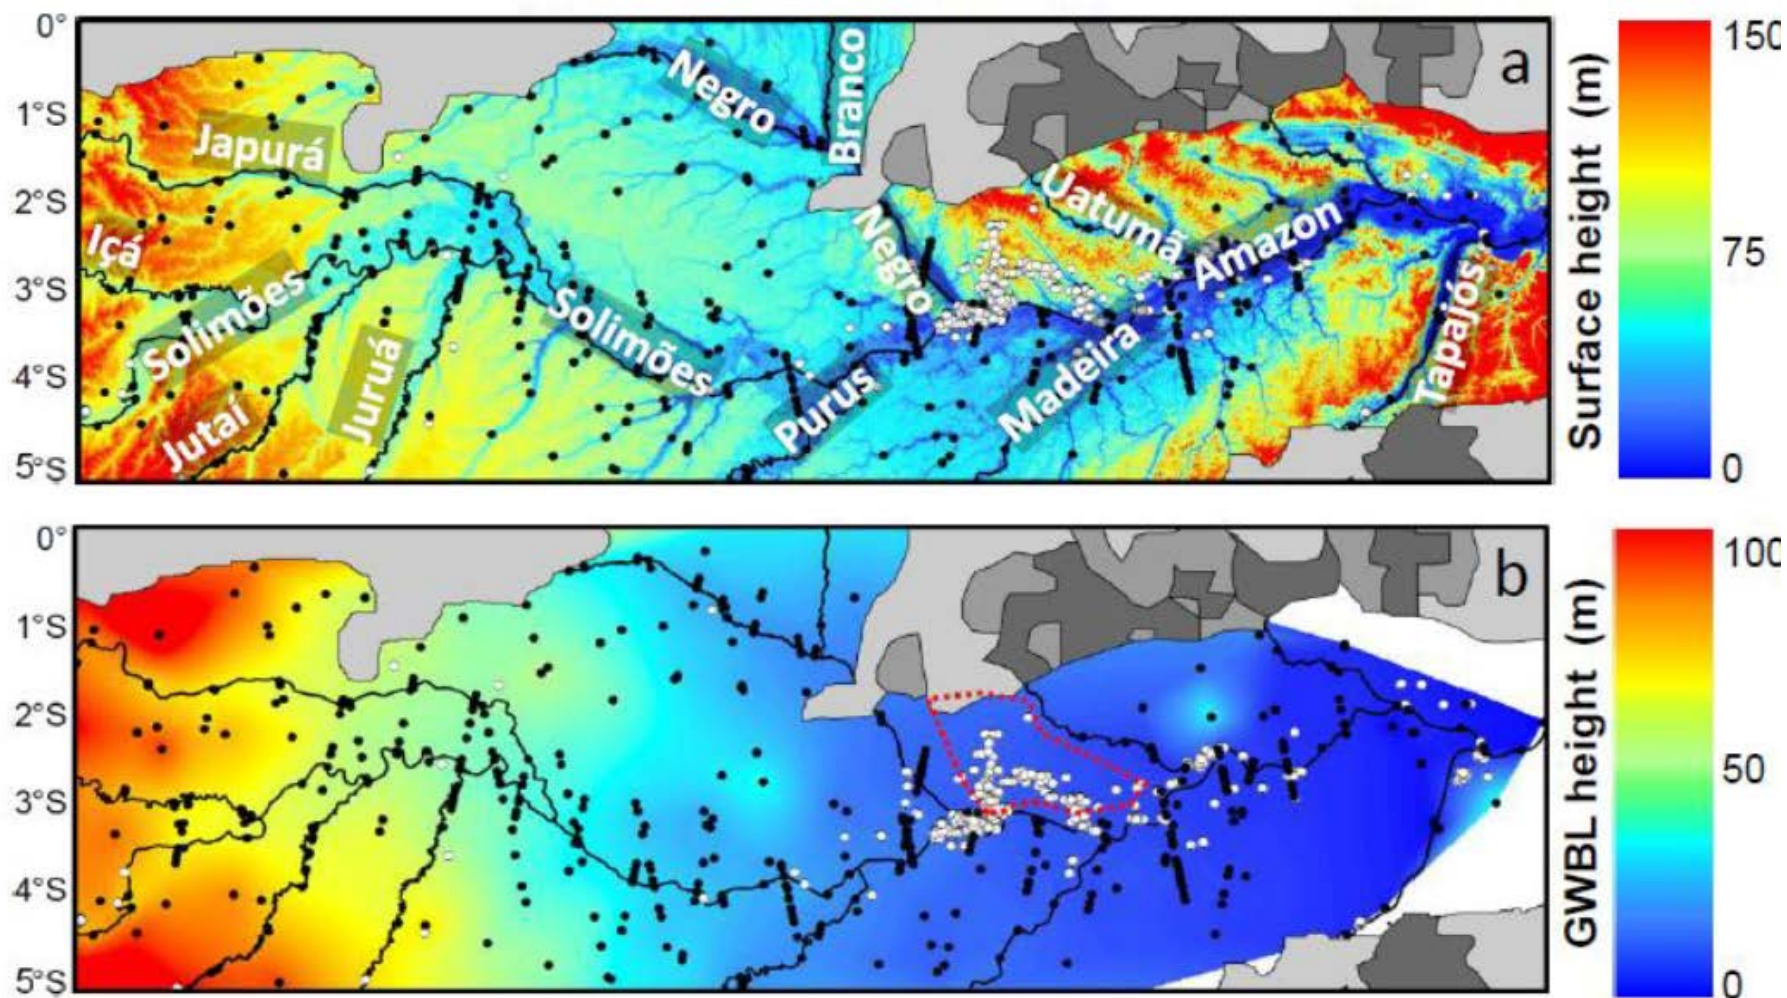 0°
1°S
2°S
3°S
4°S
5°S
a
Negro
Branco
Japurá
Içá
Solimões
Jutaí
Juruá
Solimões
Negro
Purus
Uatumã
Amazon
Madeira
Tapajós
150
75
0
Surface height (m)
0°
1°S
2°S
3°S
4°S
5°S
b
100
50
0
GWBL height (m)